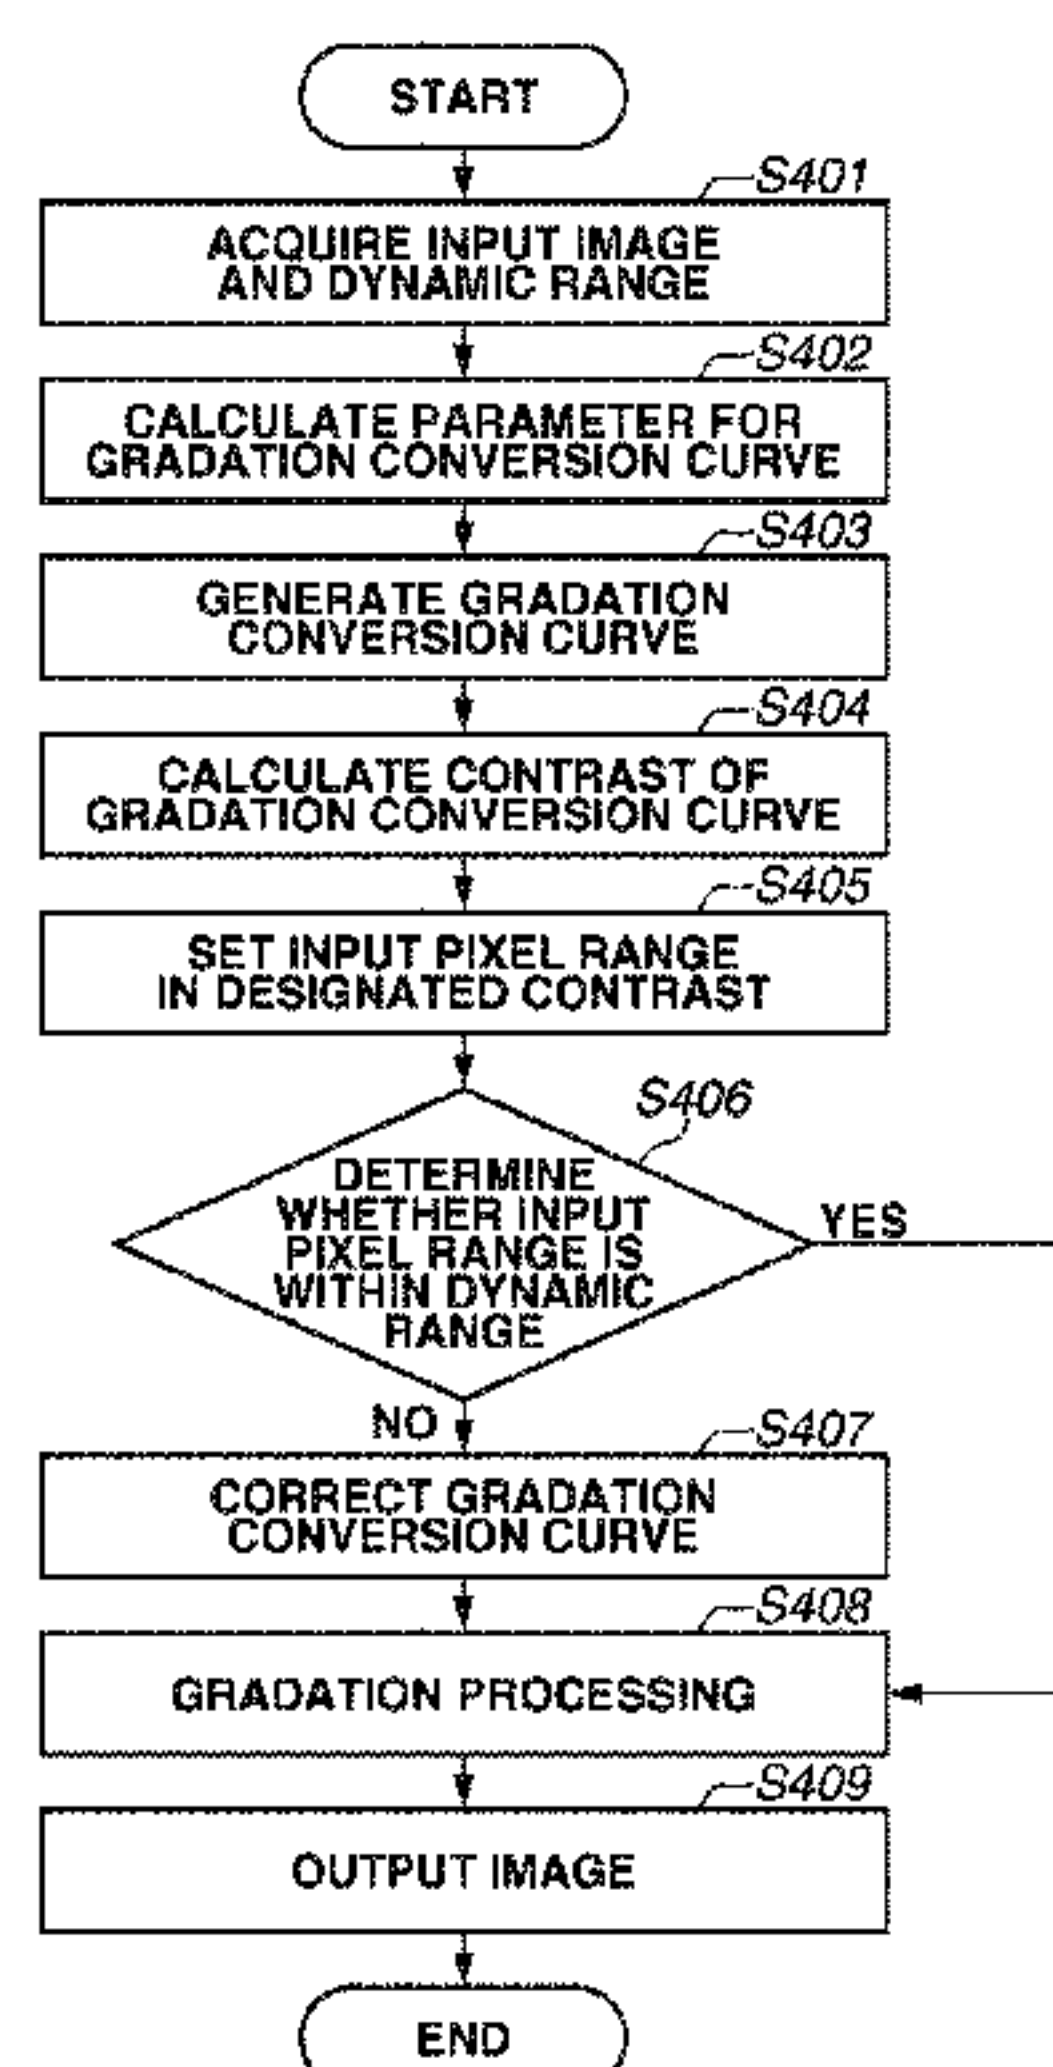 START
S401
ACQUIRE INPUT IMAGE
AND DYNAMIC RANGE
S402
CALCULATE PARAMETER FOR
GRADATION CONVERSION CURVE
S403
GENERATE GRADATION
CONVERSION CURVE
S404
CALCULATE CONTRAST OF
GRADATION CONVERSION CURVE
S405
SET INPUT PIXEL RANGE
IN DESIGNATED CONTRAST
S406
DETERMINE
WHETHER INPUT
PIXEL RANGE IS
WITHIN DYNAMIC
RANGE
YES
NO
S407
CORRECT GRADATION
CONVERSION CURVE
S408
GRADATION PROCESSING
S409
OUTPUT IMAGE
END